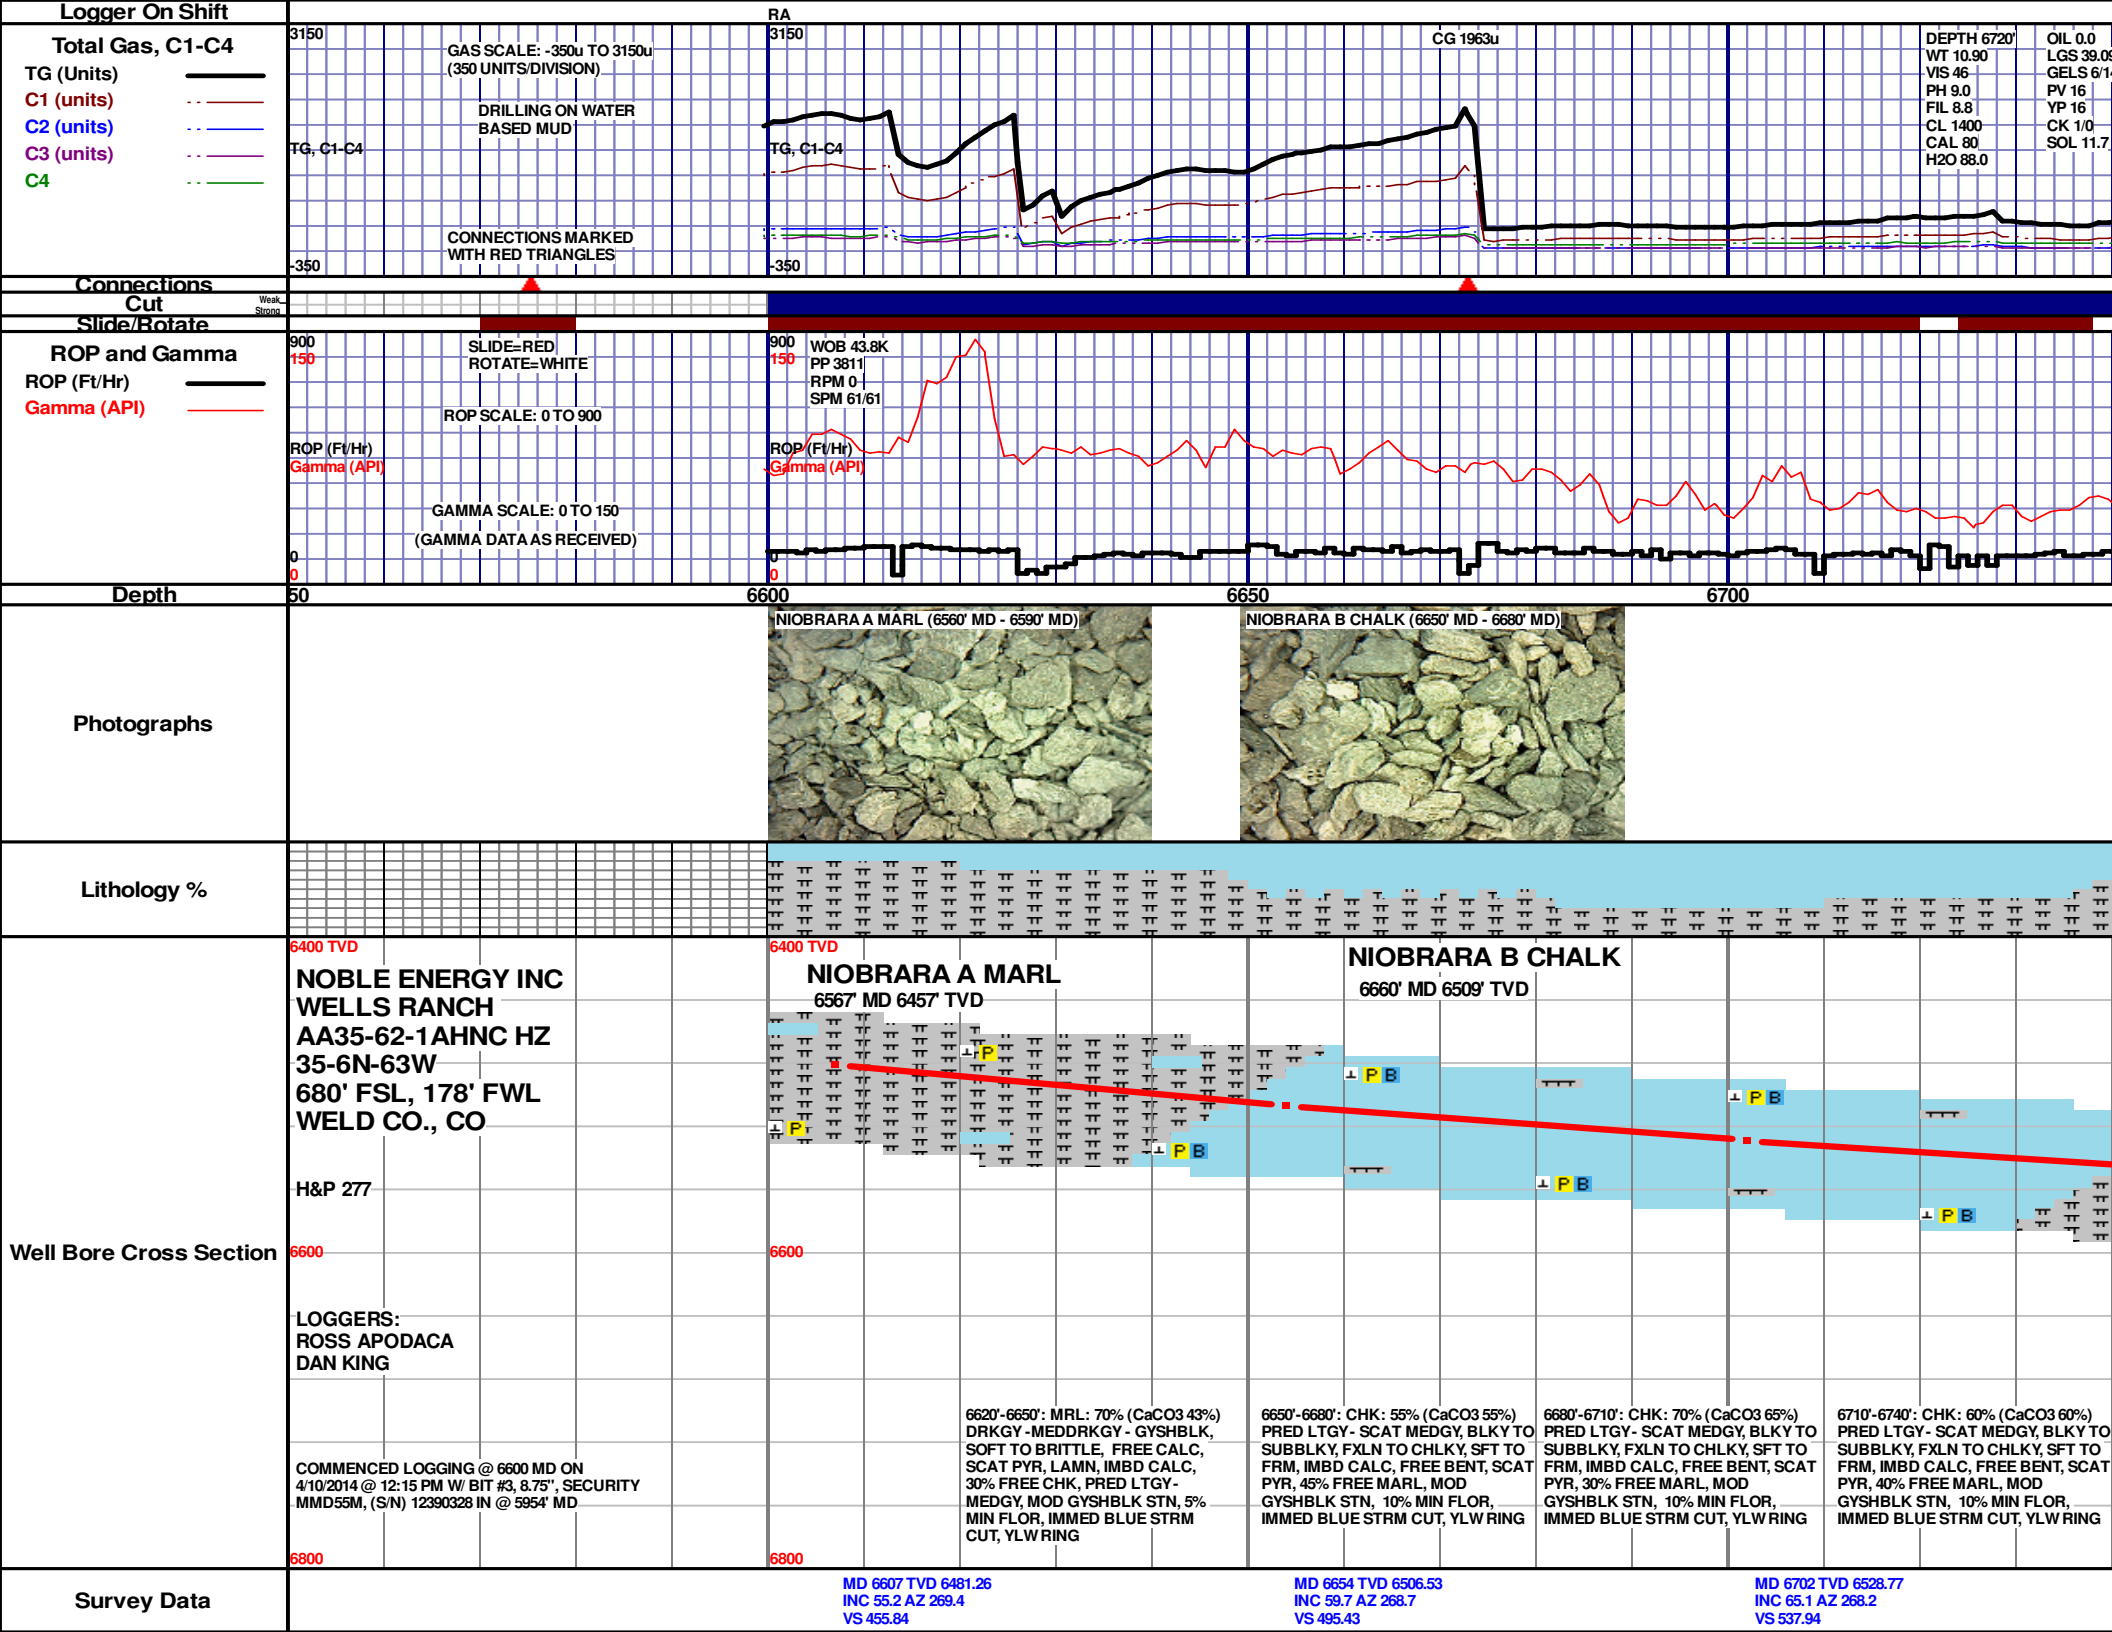 Logger On Shift
RA
Total Gas, C1-C4
TG (Units)
C1 (units)
C2 (units)
C3 (units)
C4
3150
GAS SCALE: -350u TO 3150u
(350 UNITS/DIVISION)
DRILLING ON WATER
BASED MUD
TG, C1-C4
CONNECTIONS MARKED
WITH RED TRIANGLES
-350
3150
TG, C1-C4
-350
CG 1963u
DEPTH 6720'
WT 10.90
VIS 46
PH 9.0
FIL 8.8
CL 1400
CAL 80
H2O 88.0
OIL 0.0
LGS 39.09
GELS 6/14
PV 16
YP 16
CK 1/0
SOL 11.7
Connections
Cut
Weak
Strong
Slide/Rotate
ROP and Gamma
ROP (Ft/Hr)
Gamma (API)
900
150
SLIDE=RED
ROTATE=WHITE
ROP SCALE: 0 TO 900
ROP (Ft/Hr)
Gamma (API)
GAMMA SCALE: 0 TO 150
(GAMMA DATA AS RECEIVED)
0
0
900
150
WOB 43.8K
PP 3811
RPM 0
SPM 61/61
ROP (Ft/Hr)
Gamma (API)
0
0
Depth
50
6600
6650
6700
Photographs
NIOBRARA A MARL (6560' MD - 6590' MD)
NIOBRARA B CHALK (6650' MD - 6680' MD)
Lithology %
Well Bore Cross Section
6400 TVD
NOBLE ENERGY INC
WELLS RANCH
AA35-62-1AHNC HZ
35-6N-63W
680' FSL, 178' FWL
WELD CO., CO
H&P 277
6600
LOGGERS:
ROSS APODACA
DAN KING
COMMENCED LOGGING @ 6600 MD ON
4/10/2014 @ 12:15 PM W/ BIT #3, 8.75", SECURITY
MMD55M, (S/N) 12390328 IN @ 5954' MD
6800
6400 TVD
NIOBRARA A MARL
6567' MD 6457' TVD
NIOBRARA B CHALK
6660' MD 6509' TVD
P
P
P B
P B
P B
P B
P B
6600
6800
6620'-6650': MRL: 70% (CaCO3 43%)
DRKGY -MEDDRKGY - GYSHBLK,
SOFT TO BRITTLE, FREE CALC,
SCAT PYR, LAMN, IMBD CALC,
30% FREE CHK, PRED LTGY-
MEDGY, MOD GYSHBLK STN, 5%
MIN FLOR, IMMED BLUE STRM
CUT, YLW RING
6650'-6680': CHK: 55% (CaCO3 55%)
PRED LTGY- SCAT MEDGY, BLKY TO
SUBBLKY, FXLN TO CHLKY, SFT TO
FRM, IMBD CALC, FREE BENT, SCAT
PYR, 45% FREE MARL, MOD
GYSHBLK STN, 10% MIN FLOR,
IMMED BLUE STRM CUT, YLW RING
6680'-6710': CHK: 70% (CaCO3 65%)
PRED LTGY- SCAT MEDGY, BLKY TO
SUBBLKY, FXLN TO CHLKY, SFT TO
FRM, IMBD CALC, FREE BENT, SCAT
PYR, 30% FREE MARL, MOD
GYSHBLK STN, 10% MIN FLOR,
IMMED BLUE STRM CUT, YLW RING
6710'-6740': CHK: 60% (CaCO3 60%)
PRED LTGY- SCAT MEDGY, BLKY TO
SUBBLKY, FXLN TO CHLKY, SFT TO
FRM, IMBD CALC, FREE BENT, SCAT
PYR, 40% FREE MARL, MOD
GYSHBLK STN, 10% MIN FLOR,
IMMED BLUE STRM CUT, YLW RING
Survey Data
MD 6607 TVD 6481.26
INC 55.2 AZ 269.4
VS 455.84
MD 6654 TVD 6506.53
INC 59.7 AZ 268.7
VS 495.43
MD 6702 TVD 6528.77
INC 65.1 AZ 268.2
VS 537.94